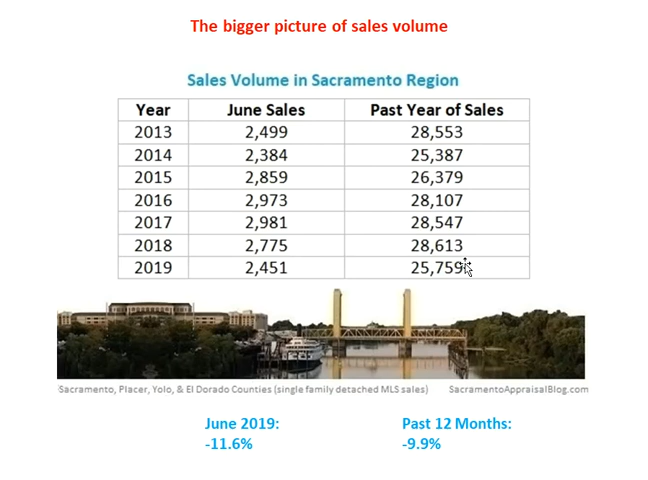 The bigger picture of sales volume
Sales Volume in Sacramento Region
Year June Sales Past Year of Sales
2013 2,499 28,553
2014 2,384 25,387
2015 2,859 26,379
2016 2,973 28,107
2017 2,981 28,547
2018 2,775 28,613
2019 2,451 25,759
Sacramento, Placer, Yolo, & El Dorado Counties (single family detached MLS sales) SacramentoAppraisalBlog.com
June 2019: Past 12 Months:
-11.6% -9.9%